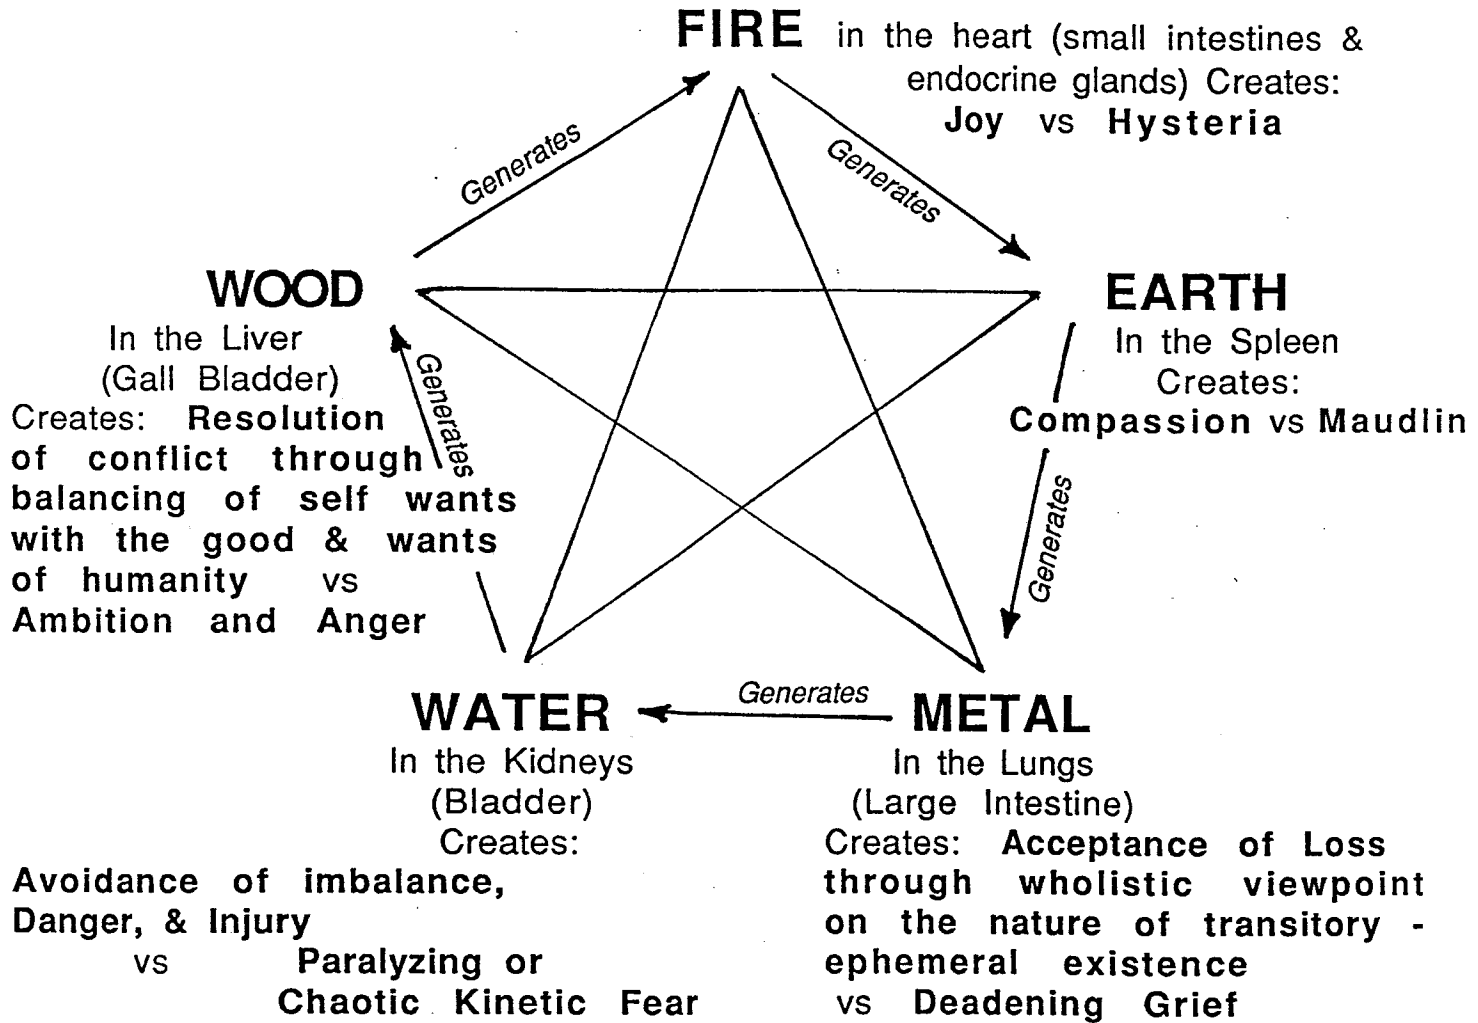 FIRE in the heart (small intestines &
endocrine glands) Creates:
Joy vs Hysteria
Generates
Generates
WOOD
In the Liver
(Gall Bladder)
Creates: Resolution
of conflict through
balancing of self wants
with the good & wants
of humanity vs
Ambition and Anger
Generates
EARTH
In the Spleen
Creates:
Compassion vs Maudlin
Generates
WATER
In the Kidneys
(Bladder)
Creates:
Avoidance of imbalance,
Danger, & Injury
vs Paralyzing or
Chaotic Kinetic Fear
Generates
METAL
In the Lungs
(Large Intestine)
Creates: Acceptance of Loss
through wholistic viewpoint
on the nature of transitory -
ephemeral existence
vs Deadening Grief